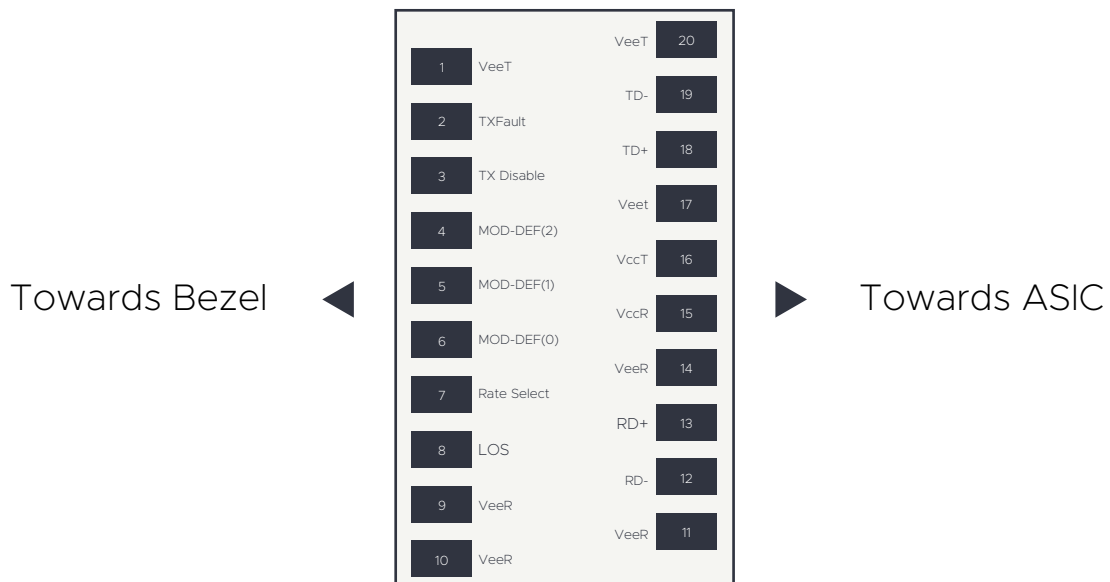 VeeT 20
1 VeeT
TD- 19
2 TXFault
TD+ 18
3 TX Disable
Veet 17
4 MOD-DEF(2)
VccT 16
5 MOD-DEF(1)
Towards Bezel
Towards ASIC
VccR 15
6 MOD-DEF(0)
VeeR 14
7 Rate Select
RD+ 13
8 LOS
RD- 12
9 VeeR
VeeR 11
10 VeeR